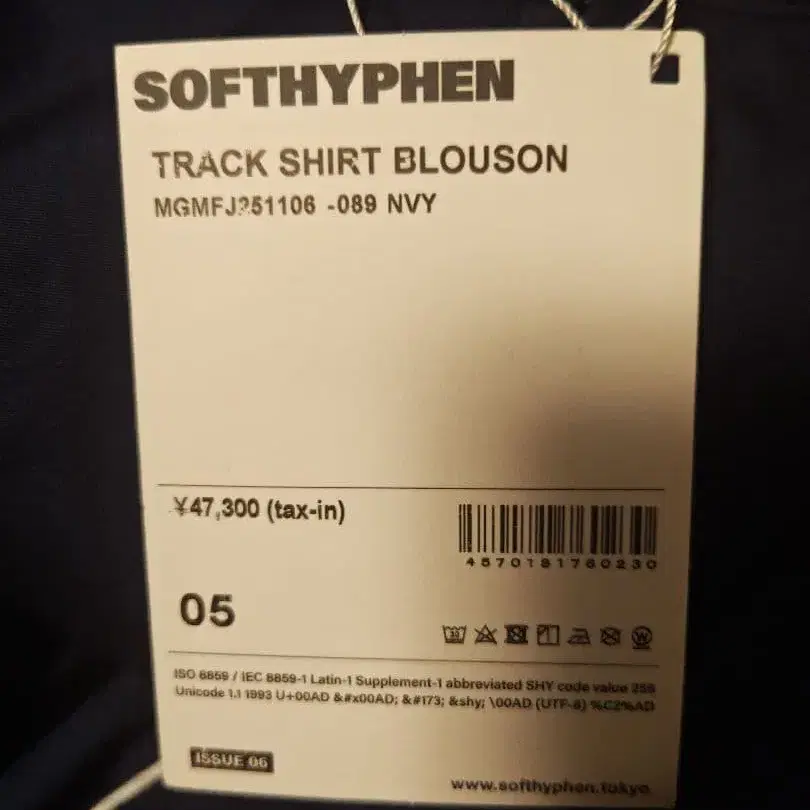 SOFTHYPHEN
TRACK SHIRT BLOUSON
MGMFJ251106 -089 NVY
¥47,300 (tax-in)
4570181760230
05
ISO 8859 / IEC 8859-1 Latin-1 Supplement-1 abbreviated SHY code value 255
Unicode 1.1 1993 U+00AD &#x00AD; &#173; &shy; \00AD (UTF-8) %C2%AD
ISSUE 06
www.softhyphen.tokyo